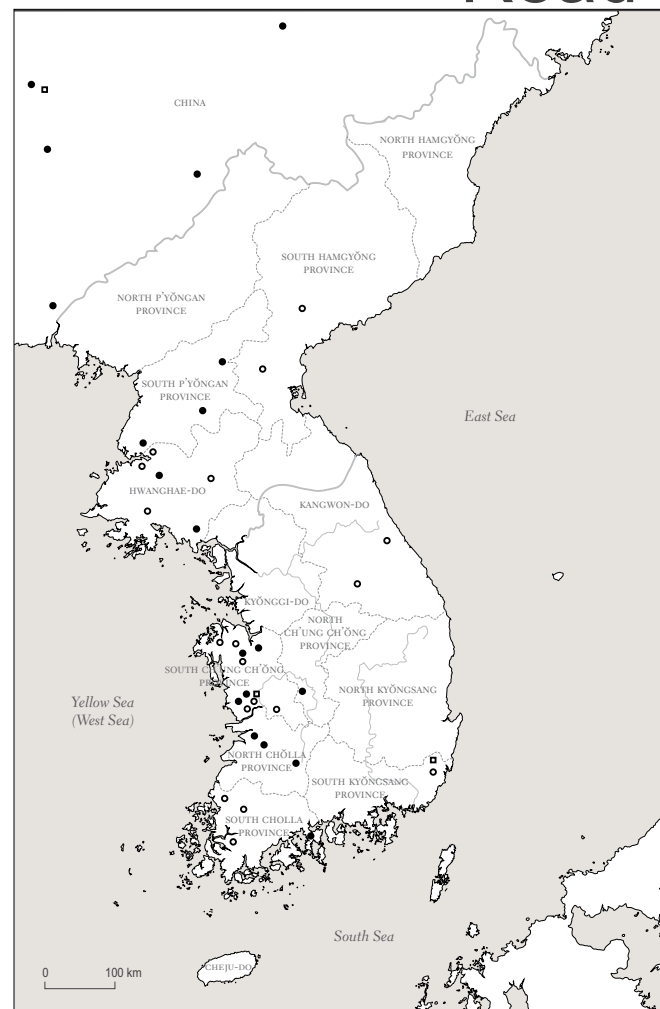 CHINA
NORTH HAMGYŎNG
PROVINCE
SOUTH HAMGYŎNG
PROVINCE
NORTH P'YŎNGAN
PROVINCE
SOUTH P'YŎNGAN
PROVINCE
East Sea
HWANGHAE-DO
KANGWON-DO
KYŎNGGI-DO
NORTH
CH'UNG CH'ŎNG
PROVINCE
SOUTH CH'UNG CH'ŎNG
PROVINCE
NORTH KYŎNGSANG
PROVINCE
Yellow Sea
(West Sea)
NORTH CHŎLLA
PROVINCE
SOUTH KYŎNGSANG
PROVINCE
SOUTH CHOLLA
PROVINCE
South Sea
CHEJU-DO
0 100 km